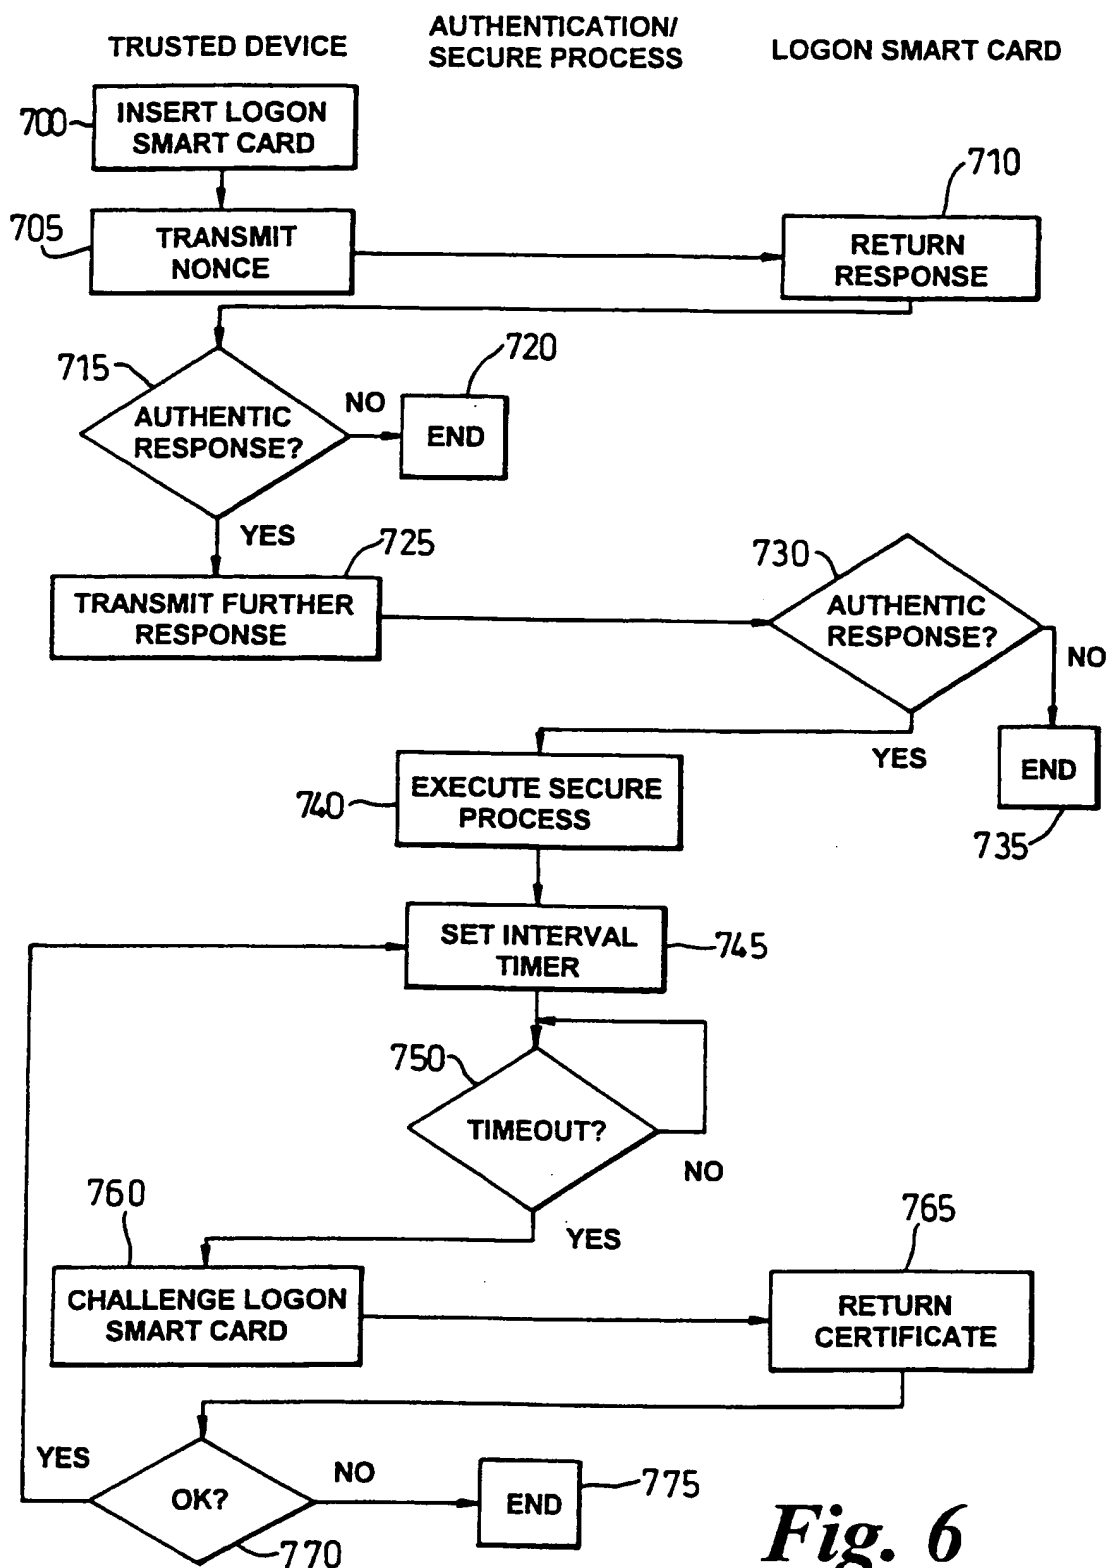 TRUSTED DEVICE
AUTHENTICATION/
SECURE PROCESS
LOGON SMART CARD
700
INSERT LOGON
SMART CARD
705
TRANSMIT
NONCE
710
RETURN
RESPONSE
715
AUTHENTIC
RESPONSE?
NO
720
END
YES
725
TRANSMIT FURTHER
RESPONSE
730
AUTHENTIC
RESPONSE?
NO
YES
END
735
740
EXECUTE SECURE
PROCESS
SET INTERVAL
TIMER
745
750
TIMEOUT?
NO
YES
760
CHALLENGE LOGON
SMART CARD
765
RETURN
CERTIFICATE
YES
OK?
NO
770
END
775
Fig. 6